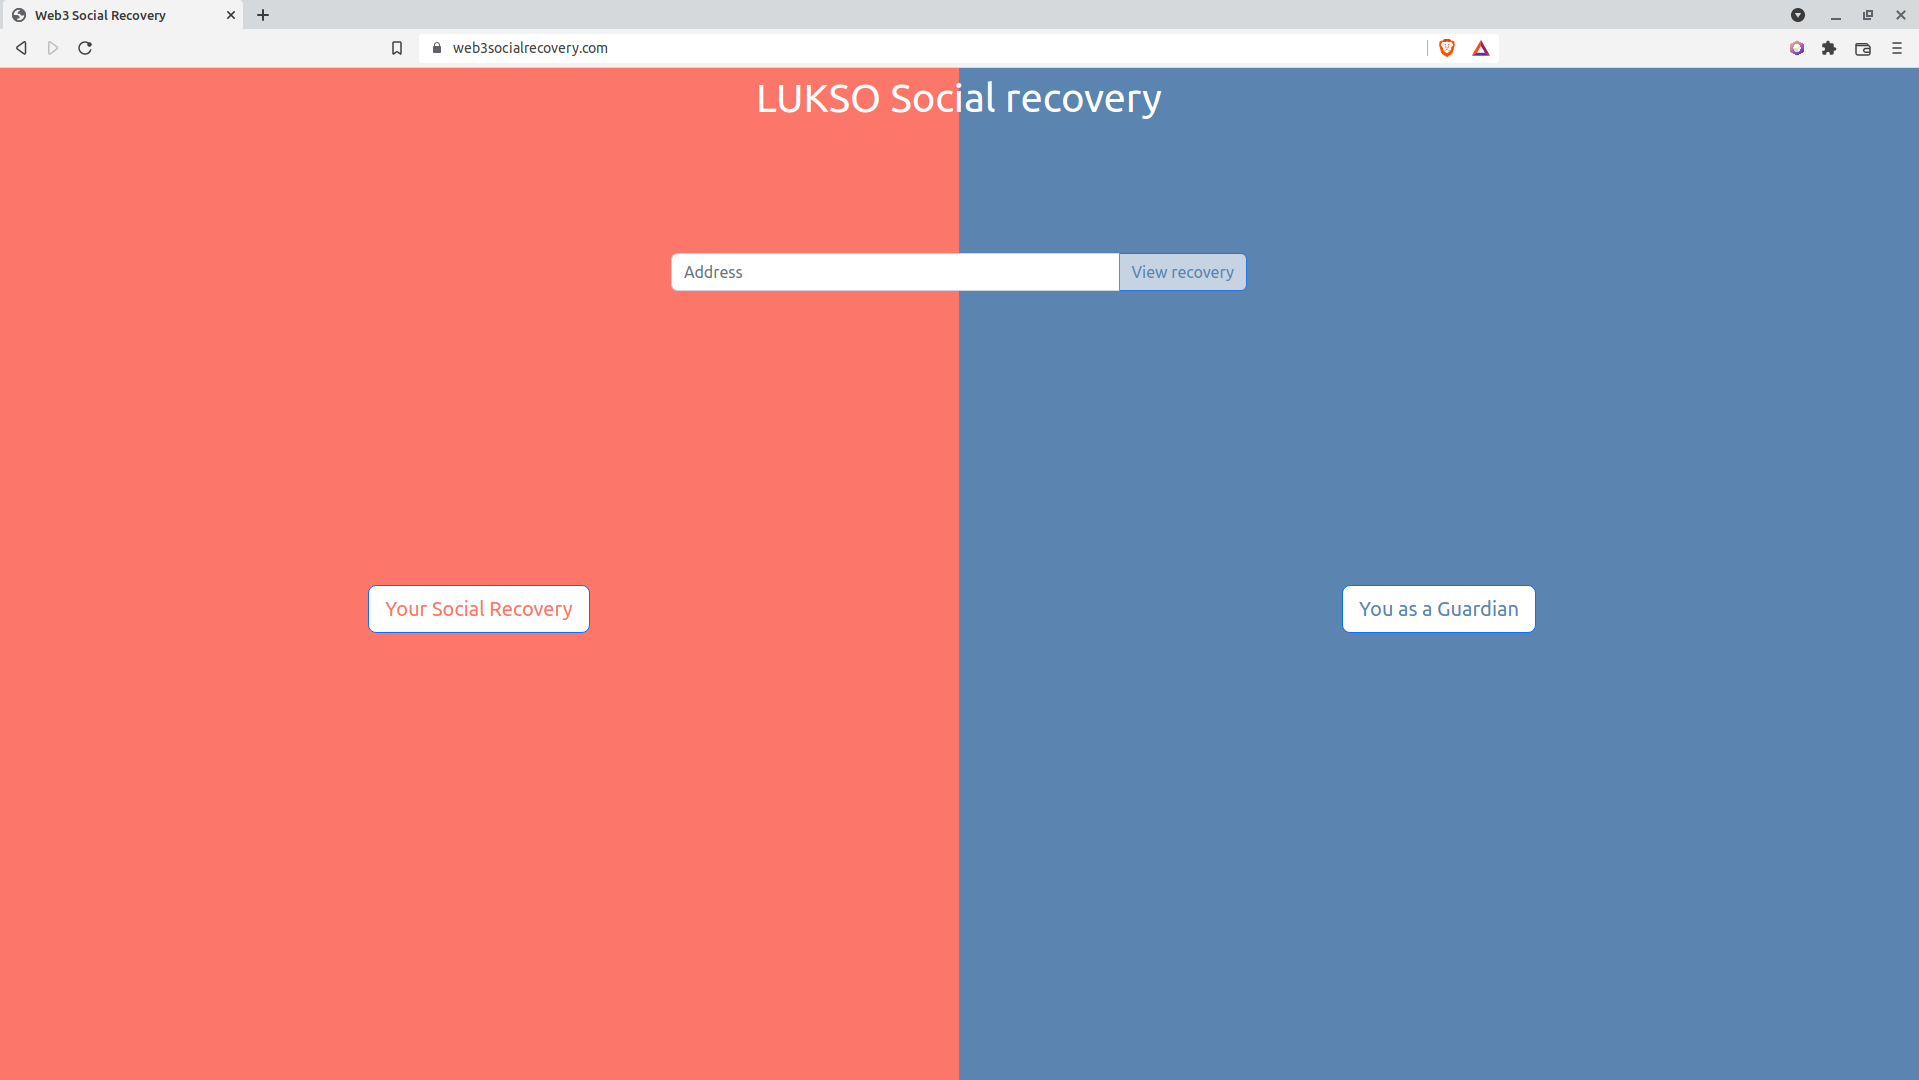 Web3 Social Recovery
web3socialrecovery.com
LUKSO Social recovery
Address
View recovery
Your Social Recovery
You as a Guardian